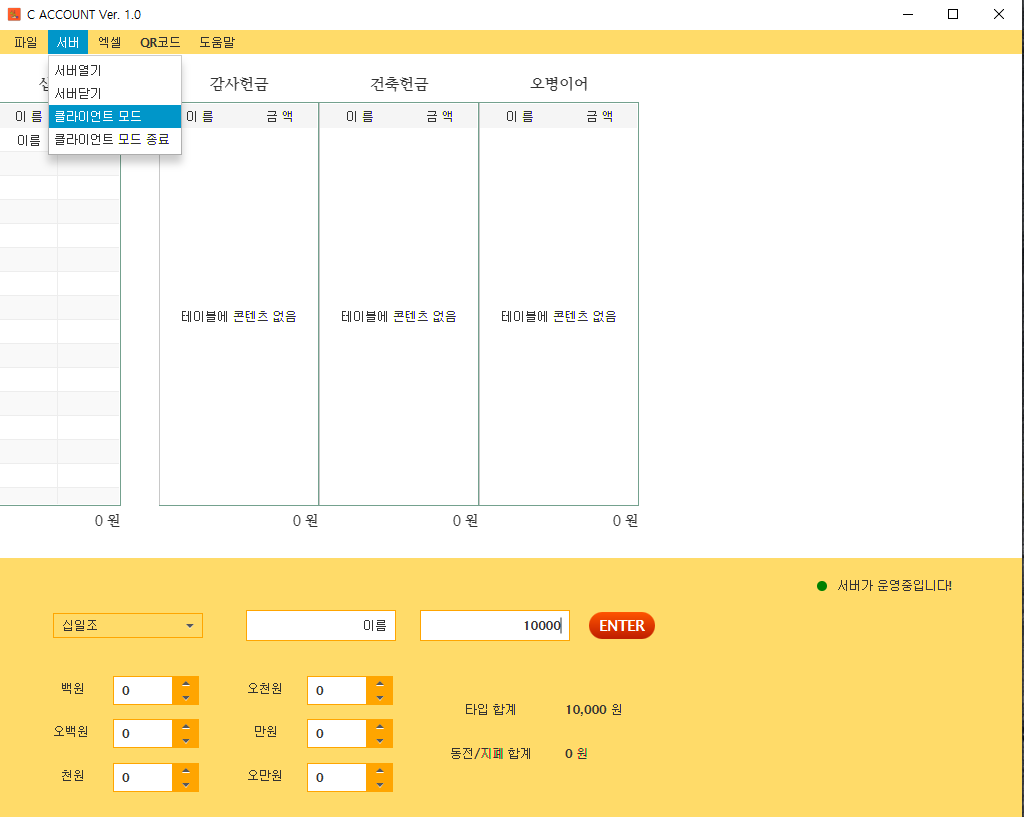 C ACCOUNT Ver. 1.0
파일 서버 엑셀 QR코드 도움말
서버열기
서버닫기
클라이언트 모드
클라이언트 모드 종료
십
감사헌금 건축헌금 오병이어
이 름 이 름 금 액 이 름 금 액 이 름 금 액
이름
테이블에 콘텐츠 없음 테이블에 콘텐츠 없음 테이블에 콘텐츠 없음
0 원 0 원 0 원 0 원
서버가 운영중입니다!
십일조 이름 10000 ENTER
백원 0 오천원 0
타입 합계 10,000 원
오백원 0 만원 0
동전/지폐 합계 0 원
천원 0 오만원 0